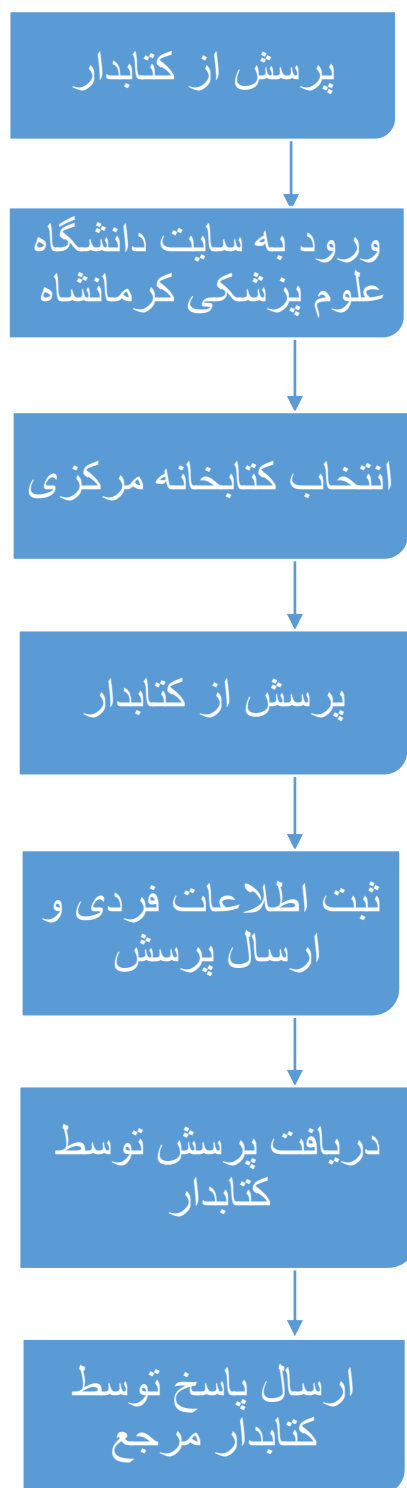 پرسش از کتابدار
ورود به سایت دانشگاه
علوم پزشکی کرمانشاه
انتخاب کتابخانه مرکزی
پرسش از کتابدار
ثبت اطلاعات فردی و
ارسال پرسش
دریافت پرسش توسط
کتابدار
ارسال پاسخ توسط
کتابدار مرجع